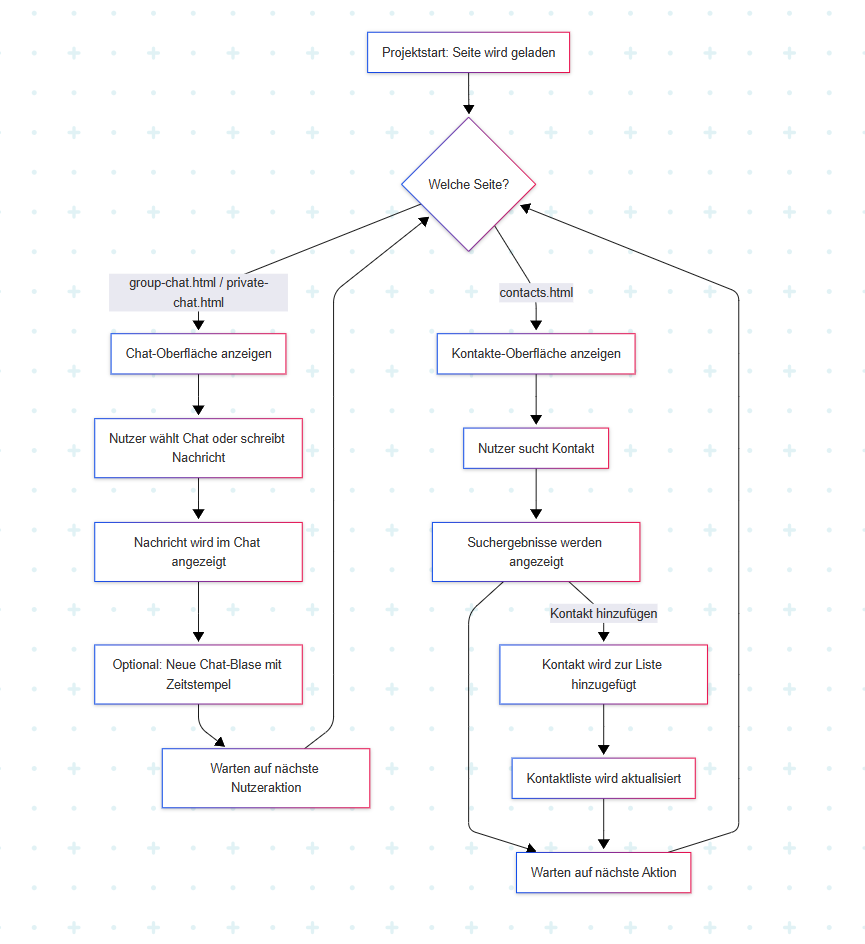 Projektstart: Seite wird geladen
Welche Seite?
group-chat.html / private-
chat.html
contacts.html
Chat-Oberfläche anzeigen
Kontakte-Oberfläche anzeigen
Nutzer wählt Chat oder schreibt
Nachricht
Nutzer sucht Kontakt
Nachricht wird im Chat
angezeigt
Suchergebnisse werden
angezeigt
Kontakt hinzufügen
Optional: Neue Chat-Blase mit
Zeitstempel
Kontakt wird zur Liste
hinzugefügt
Warten auf nächste
Nutzeraktion
Kontaktliste wird aktualisiert
Warten auf nächste Aktion